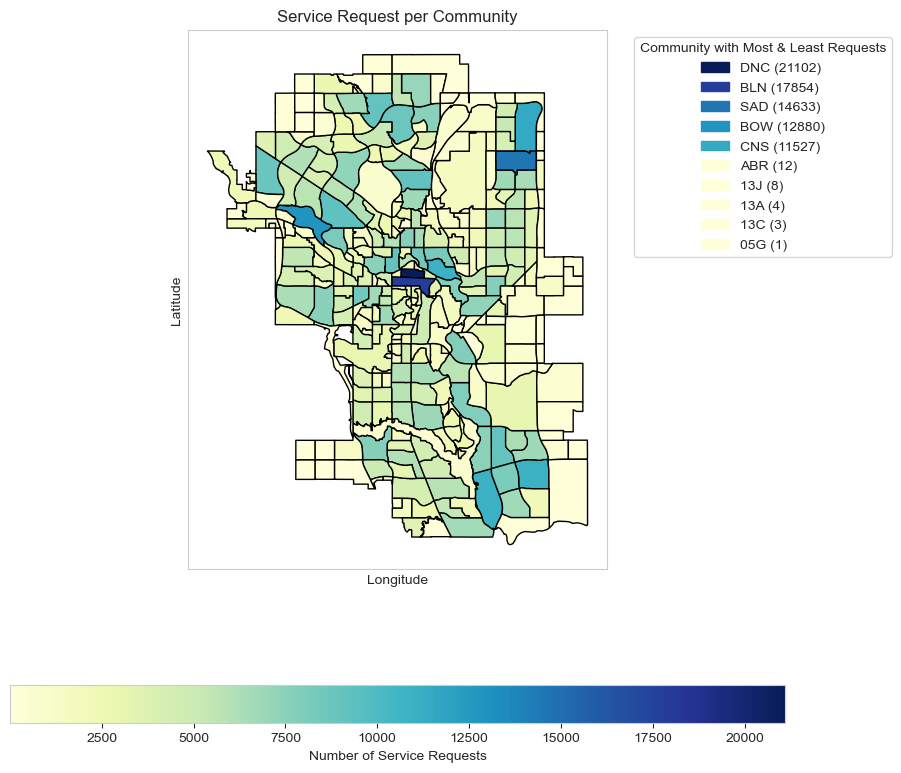 Service Request per Community
Community with Most & Least Requests
DNC (21102)
BLN (17854)
SAD (14633)
BOW (12880)
CNS (11527)
ABR (12)
13J (8)
13A (4)
13C (3)
05G (1)
Latitude
Longitude
2500 5000 7500 10000 12500 15000 17500 20000
Number of Service Requests